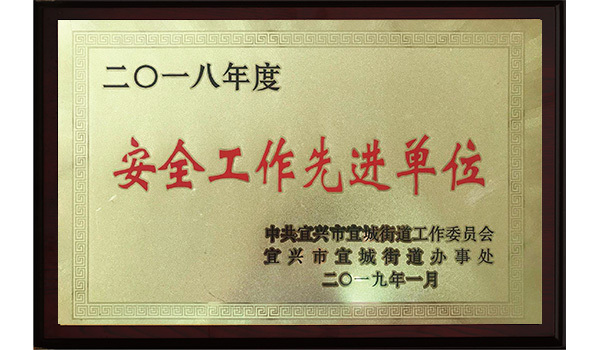 二〇一八年度
安全工作先进单位
中共宜兴市宜城街道工作委员会
宜兴市宜城街道办事处
二〇一九年一月